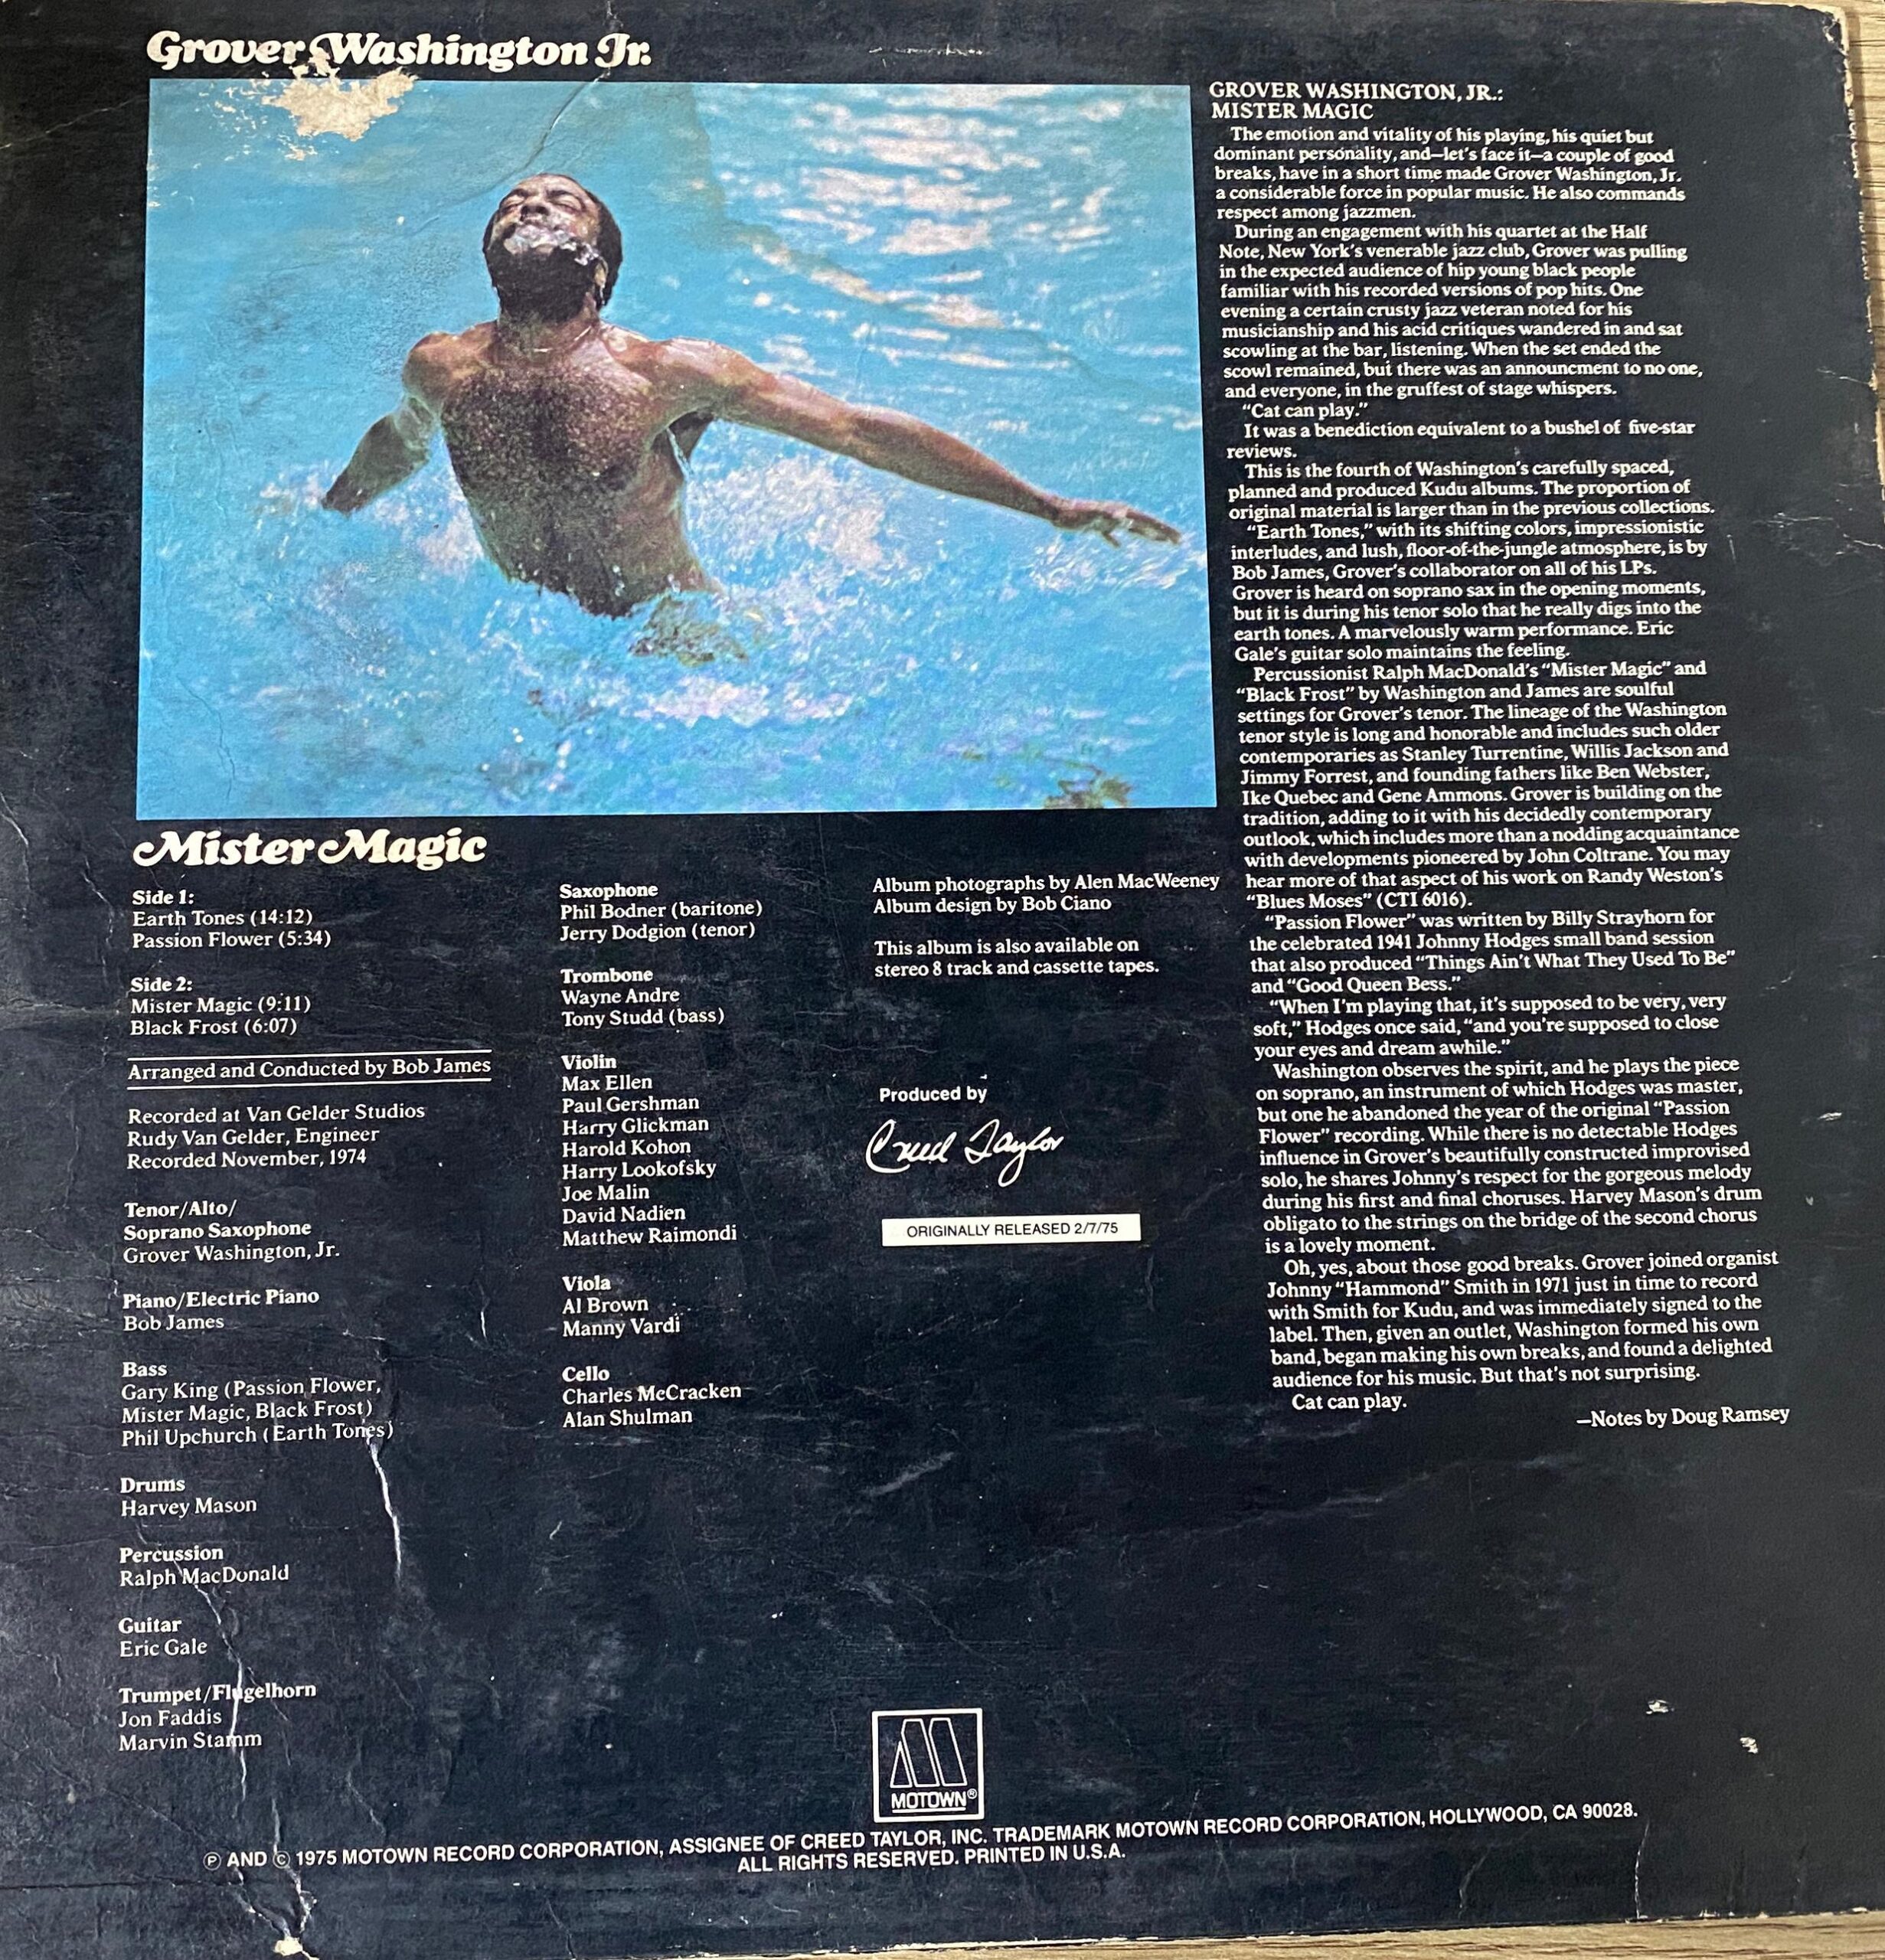 Grover Washington Jr.
Mister Magic
Side 1:
Earth Tones (14:12)
Passion Flower (5:34)
Side 2:
Mister Magic (9:11)
Black Frost (6:07)
Arranged and Conducted by Bob James
Recorded at Van Gelder Studios
Rudy Van Gelder, Engineer
Recorded November, 1974
Tenor/Alto/
Soprano Saxophone
Grover Washington, Jr.
Piano/Electric Piano
Bob James
Bass
Gary King (Passion Flower,
Mister Magic, Black Frost)
Phil Upchurch (Earth Tones)
Drums
Harvey Mason
Percussion
Ralph MacDonald
Guitar
Eric Gale
Trumpet/Flugelhorn
Jon Faddis
Marvin Stamm
Saxophone
Phil Bodner (baritone)
Jerry Dodgion (tenor)
Trombone
Wayne Andre
Tony Studd (bass)
Violin
Max Ellen
Paul Gershman
Harry Glickman
Harold Kohon
Harry Lookofsky
Joe Malin
David Nadien
Matthew Raimondi
Viola
Al Brown
Manny Vardi
Cello
Charles McCracken
Alan Shulman
Album photographs by Alen MacWeeney
Album design by Bob Ciano
This album is also available on
stereo 8 track and cassette tapes.
Produced by
Creed Taylor
ORIGINALLY RELEASED 2/7/75
GROVER WASHINGTON, JR.:
MISTER MAGIC
The emotion and vitality of his playing, his quiet but
dominant personality, and—let's face it—a couple of good
breaks, have in a short time made Grover Washington, Jr.
a considerable force in popular music. He also commands
respect among jazzmen.
During an engagement with his quartet at the Half
Note, New York's venerable jazz club, Grover was pulling
in the expected audience of hip young black people
familiar with his recorded versions of pop hits. One
evening a certain crusty jazz veteran noted for his
musicianship and his acid critiques wandered in and sat
scowling at the bar, listening. When the set ended the
scowl remained, but there was an announcment to no one,
and everyone, in the gruffest of stage whispers.
"Cat can play."
It was a benediction equivalent to a bushel of five-star
reviews.
This is the fourth of Washington's carefully spaced,
planned and produced Kudu albums. The proportion of
original material is larger than in the previous collections.
"Earth Tones," with its shifting colors, impressionistic
interludes, and lush, floor-of-the-jungle atmosphere, is by
Bob James, Grover's collaborator on all of his LPs.
Grover is heard on soprano sax in the opening moments,
but it is during his tenor solo that he really digs into the
earth tones. A marvelously warm performance. Eric
Gale's guitar solo maintains the feeling.
Percussionist Ralph MacDonald's "Mister Magic" and
"Black Frost" by Washington and James are soulful
settings for Grover's tenor. The lineage of the Washington
tenor style is long and honorable and includes such older
contemporaries as Stanley Turrentine, Willis Jackson and
Jimmy Forrest, and founding fathers like Ben Webster,
Ike Quebec and Gene Ammons. Grover is building on the
tradition, adding to it with his decidedly contemporary
outlook, which includes more than a nodding acquaintance
with developments pioneered by John Coltrane. You may
hear more of that aspect of his work on Randy Weston's
"Blues Moses" (CTI 6016).
"Passion Flower" was written by Billy Strayhorn for
the celebrated 1941 Johnny Hodges small band session
that also produced "Things Ain't What They Used To Be"
and "Good Queen Bess."
"When I'm playing that, it's supposed to be very, very
soft," Hodges once said, "and you're supposed to close
your eyes and dream awhile."
Washington observes the spirit, and he plays the piece
on soprano, an instrument of which Hodges was master,
but one he abandoned the year of the original "Passion
Flower" recording. While there is no detectable Hodges
influence in Grover's beautifully constructed improvised
solo, he shares Johnny's respect for the gorgeous melody
during his first and final choruses. Harvey Mason's drum
obligato to the strings on the bridge of the second chorus
is a lovely moment.
Oh, yes, about those good breaks. Grover joined organist
Johnny "Hammond" Smith in 1971 just in time to record
with Smith for Kudu, and was immediately signed to the
label. Then, given an outlet, Washington formed his own
band, began making his own breaks, and found a delighted
audience for his music. But that's not surprising.
Cat can play.
—Notes by Doug Ramsey
MOTOWN®
Ⓟ AND © 1975 MOTOWN RECORD CORPORATION, ASSIGNEE OF CREED TAYLOR, INC. TRADEMARK MOTOWN RECORD CORPORATION, HOLLYWOOD, CA 90028.
ALL RIGHTS RESERVED. PRINTED IN U.S.A.